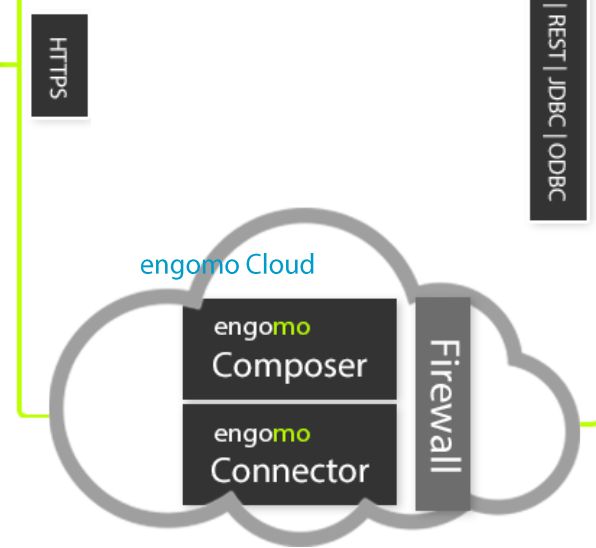 HTTPS
| REST | JDBC | ODBC
engomo Cloud
engomo
Composer
engomo
Connector
Firewall